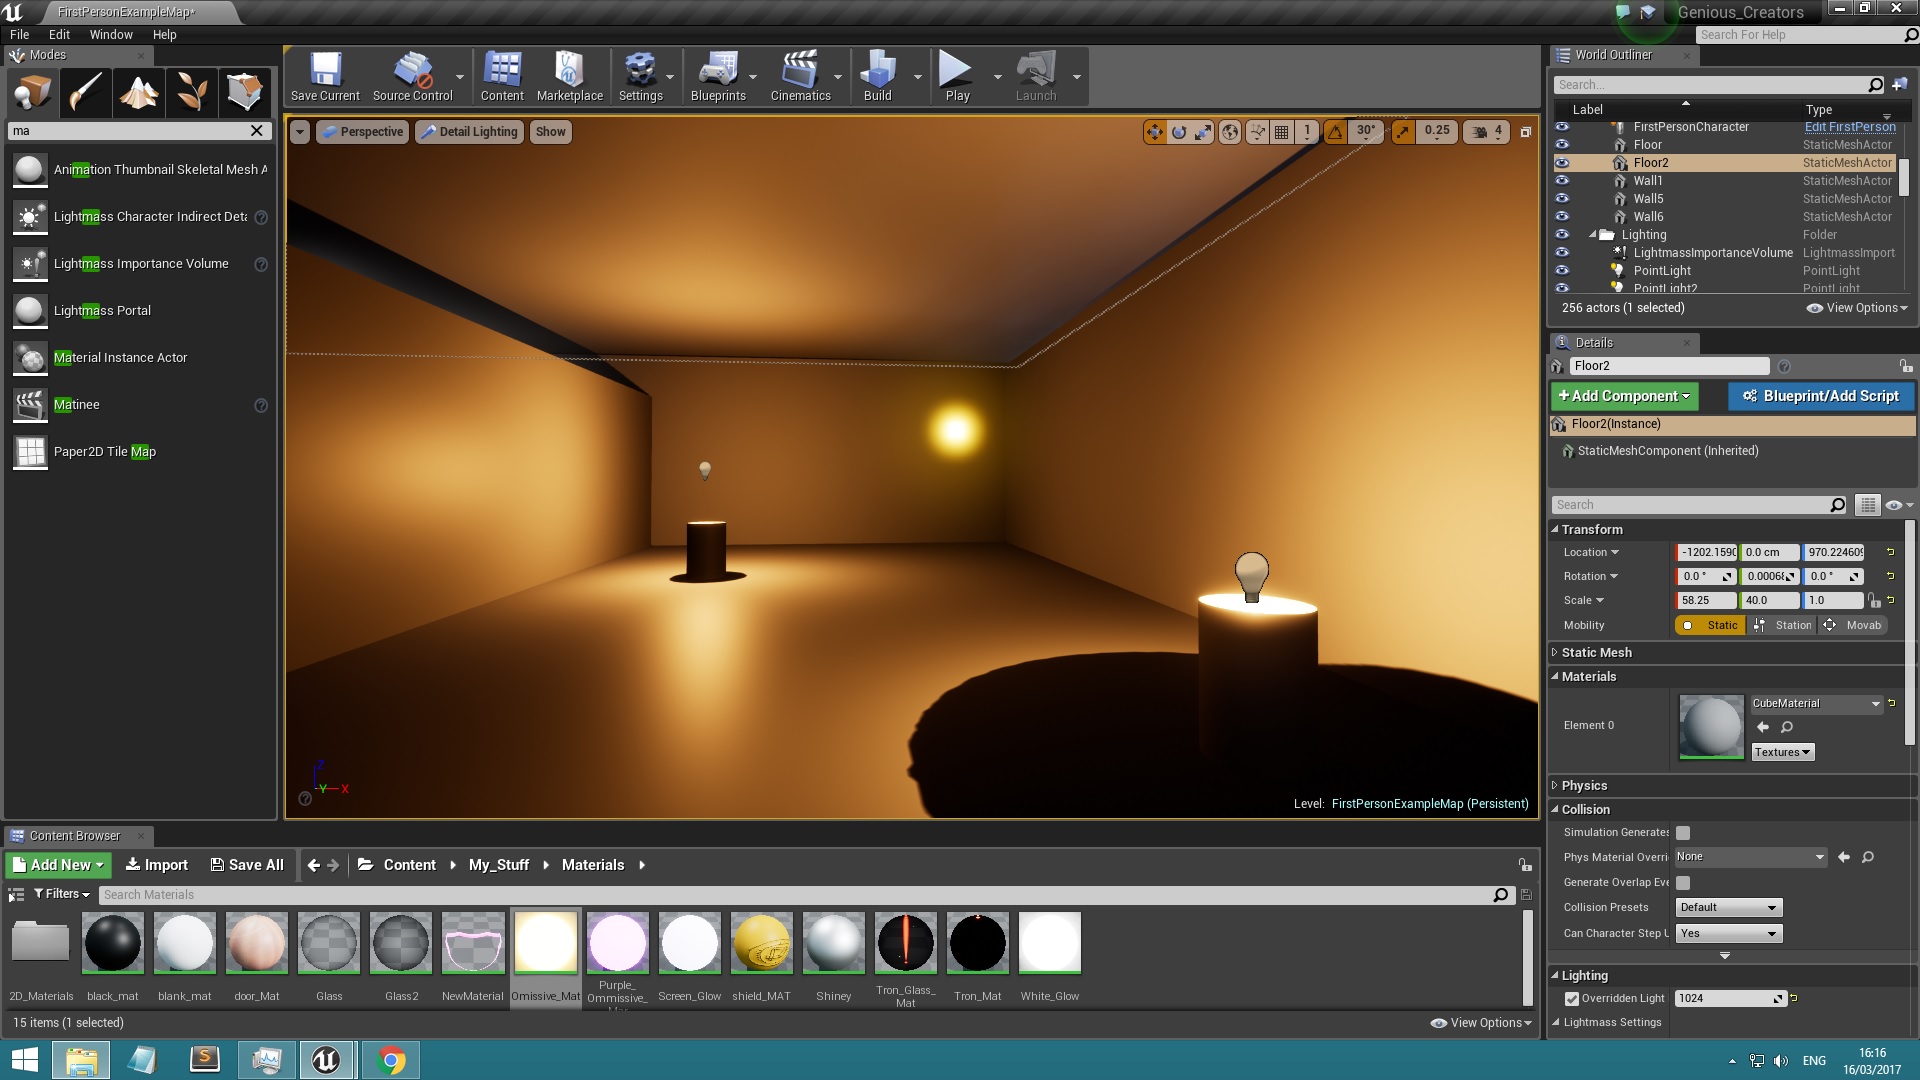 FirstPersonExampleMap*
Genious_Creators
File Edit Window Help
Search For Help
Modes
ma
Animation Thumbnail Skeletal Mesh A
Lightmass Character Indirect Deta
Lightmass Importance Volume
Lightmass Portal
Material Instance Actor
Matinee
Paper2D Tile Map
Save Current Source Control Content Marketplace Settings Blueprints Cinematics Build Play Launch
Perspective Detail Lighting Show
1 30° 0.25 4
Z
Y X
Level: FirstPersonExampleMap (Persistent)
World Outliner
Search...
Label Type
FirstPersonCharacter Edit FirstPerson
Floor StaticMeshActor
Floor2 StaticMeshActor
Wall1 StaticMeshActor
Wall5 StaticMeshActor
Wall6 StaticMeshActor
Lighting Folder
LightmassImportanceVolume LightmassImport
PointLight PointLight
PointLight2 PointLight
256 actors (1 selected) View Options
Details
Floor2
+Add Component Blueprint/Add Script
Floor2(Instance)
StaticMeshComponent (Inherited)
Search
Transform
Location -1202.1590 0.0 cm 970.224609
Rotation 0.0 ° 0.00068 0.0 °
Scale 58.25 40.0 1.0
Mobility Static Station Movab
Static Mesh
Materials
Element 0 CubeMaterial
Textures
Physics
Collision
Simulation Generates
Phys Material Overri None
Generate Overlap Eve
Collision Presets Default
Can Character Step U Yes
Lighting
Overridden Light 1024
Lightmass Settings
Content Browser
Add New Import Save All Content My_Stuff Materials
Filters Search Materials
2D_Materials black_mat blank_mat door_Mat Glass Glass2 NewMaterial Omissive_Mat Purple_Ommissive_ Screen_Glow shield_MAT Shiney Tron_Glass_Mat Tron_Mat White_Glow
15 items (1 selected) View Options
ENG
16:16
16/03/2017